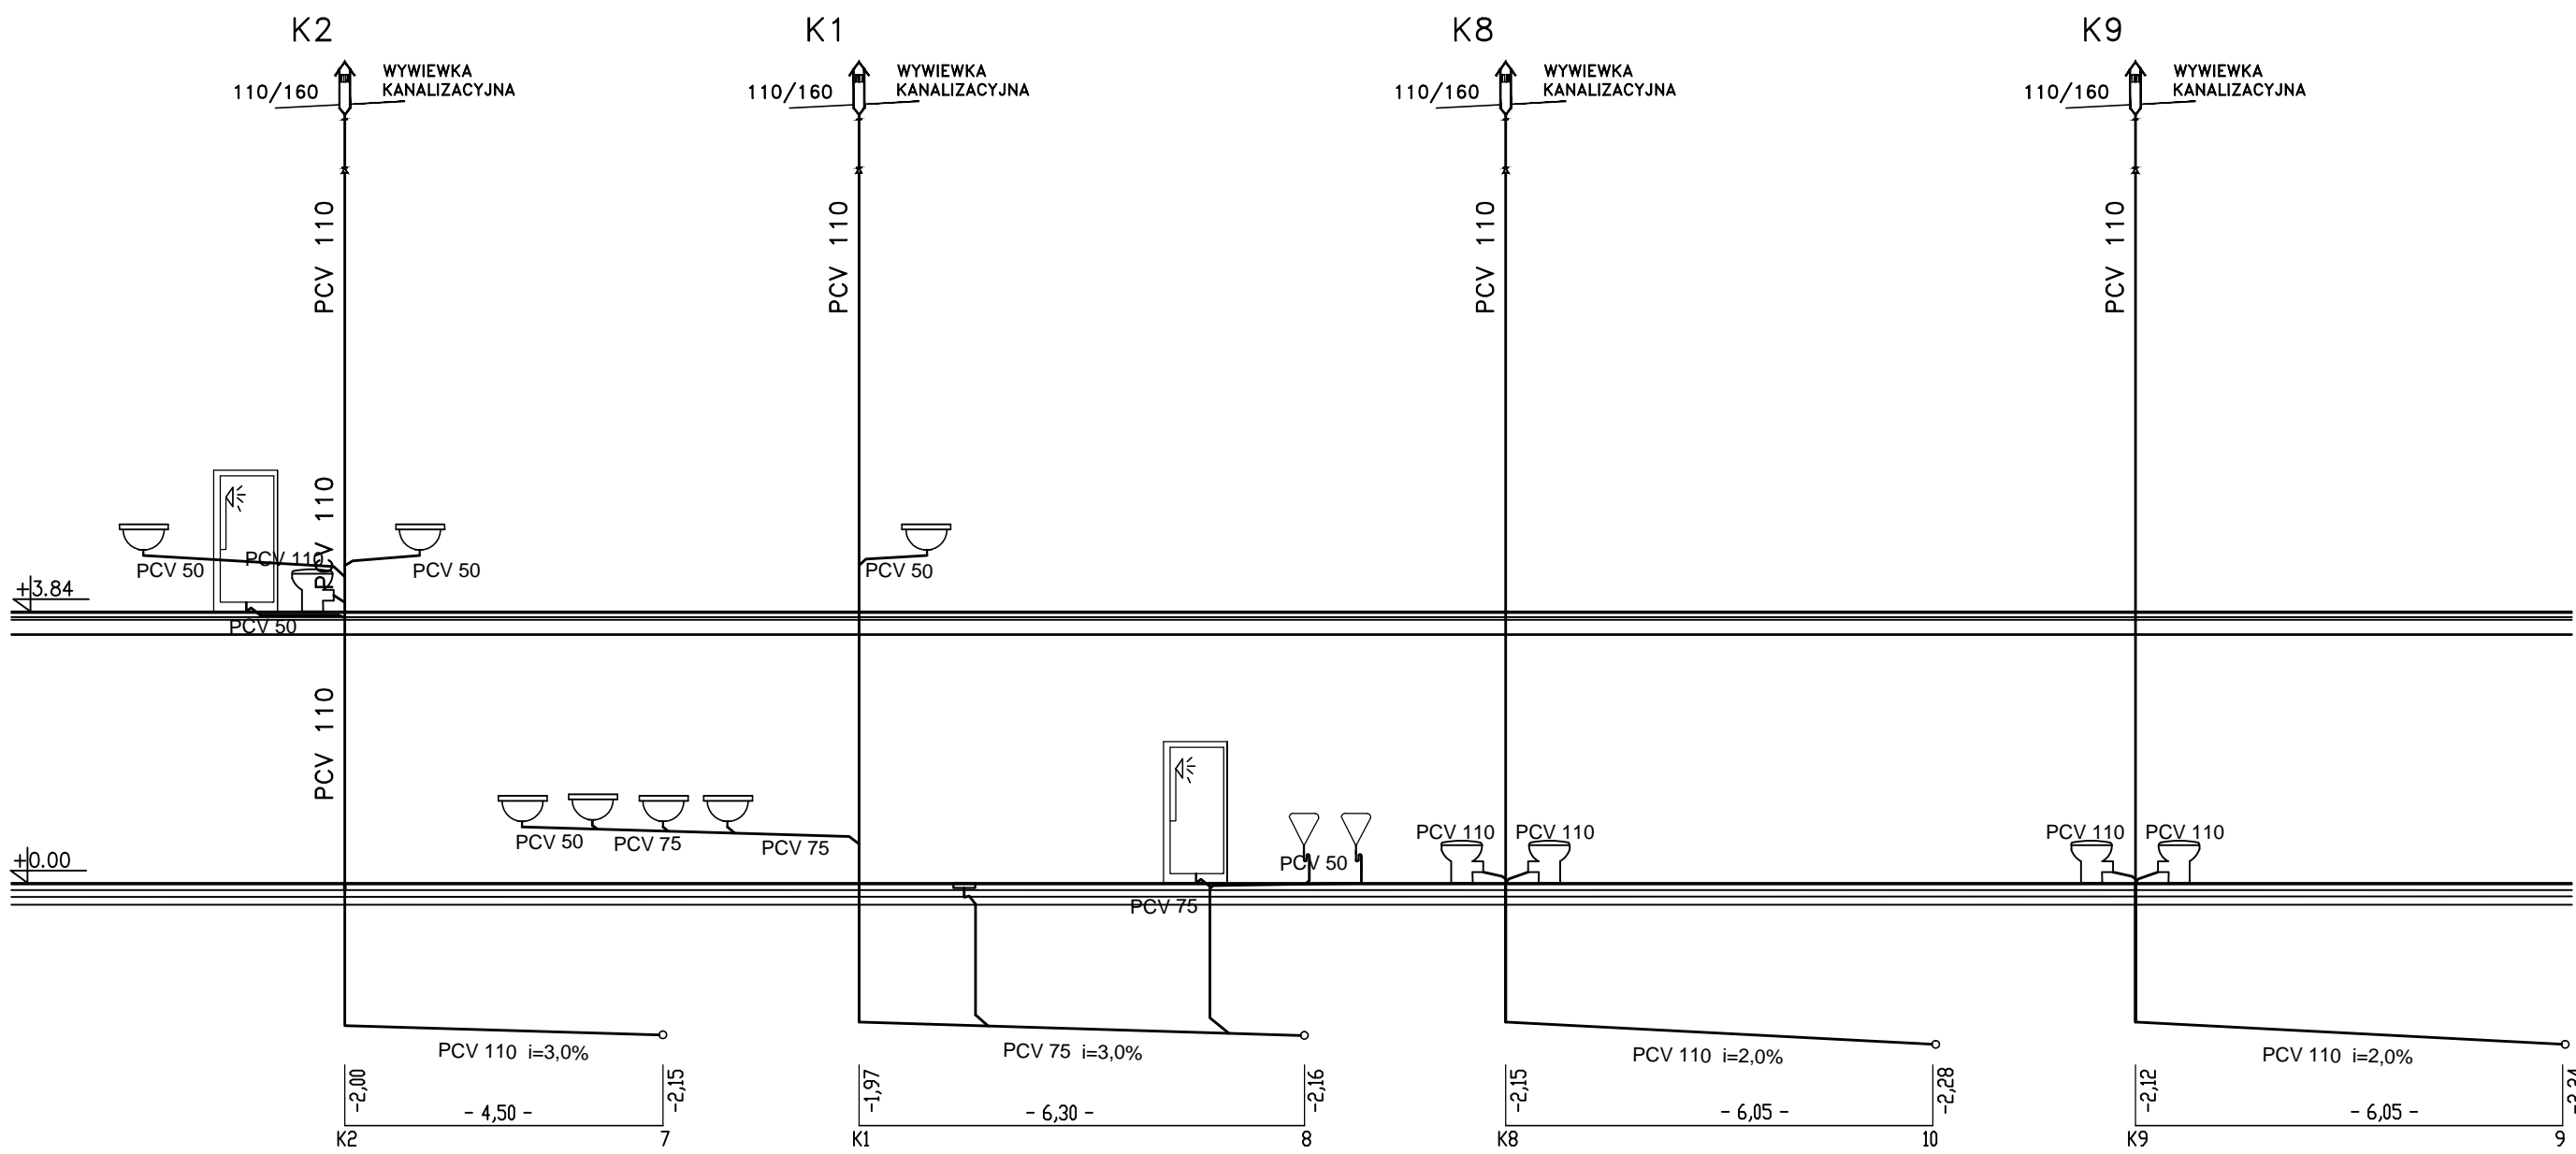 K2
K1
K8
K9
110/160
WYWIEWKA
KANALIZACYJNA
110/160
WYWIEWKA
KANALIZACYJNA
110/160
WYWIEWKA
KANALIZACYJNA
110/160
WYWIEWKA
KANALIZACYJNA
PCV 110
PCV 110
PCV 110
PCV 110
PCV 110
PCV 110
PCV 50
PCV 50
PCV 50
PCV 50
+3.84
PCV 110
PCV 50
PCV 75
PCV 75
PCV 50
PCV 75
PCV 110
PCV 110
PCV 110
PCV 110
+0.00
PCV 110 i=3,0%
PCV 75 i=3,0%
PCV 110 i=2,0%
PCV 110 i=2,0%
-2,00
-2,15
-1,97
-2,16
-2,15
-2,28
-2,12
- 4,50 -
- 6,30 -
- 6,05 -
- 6,05 -
K2
7
K1
8
K8
10
K9
9